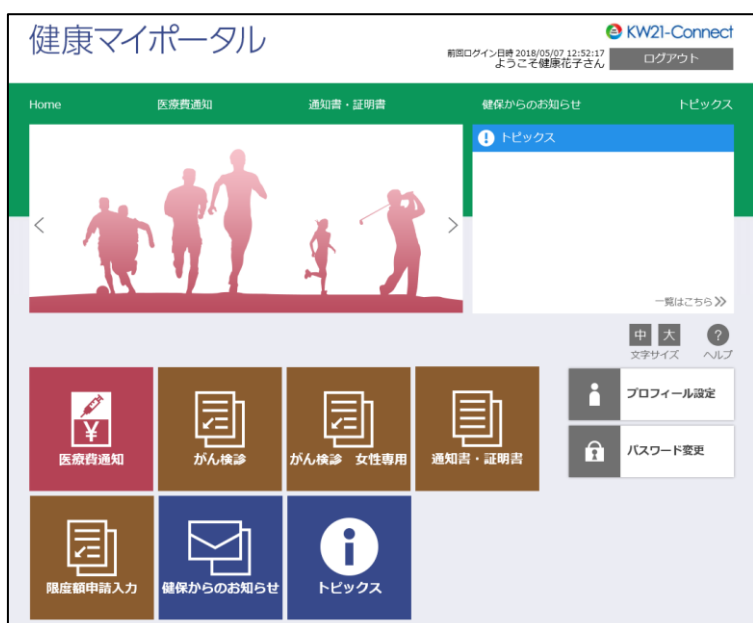 健康マイポータル
KW21-Connect
前回ログイン日時 2018/05/07 12:52:17
ようこそ健康花子さん
ログアウト
Home 医療費通知 通知書・証明書 健保からのお知らせ トピックス
! トピックス
一覧はこちら
中 大 ?
文字サイズ ヘルプ
¥
医療費通知
がん検診
がん検診 女性専用
通知書・証明書
プロフィール設定
パスワード変更
限度額申請入力
健保からのお知らせ
i
トピックス